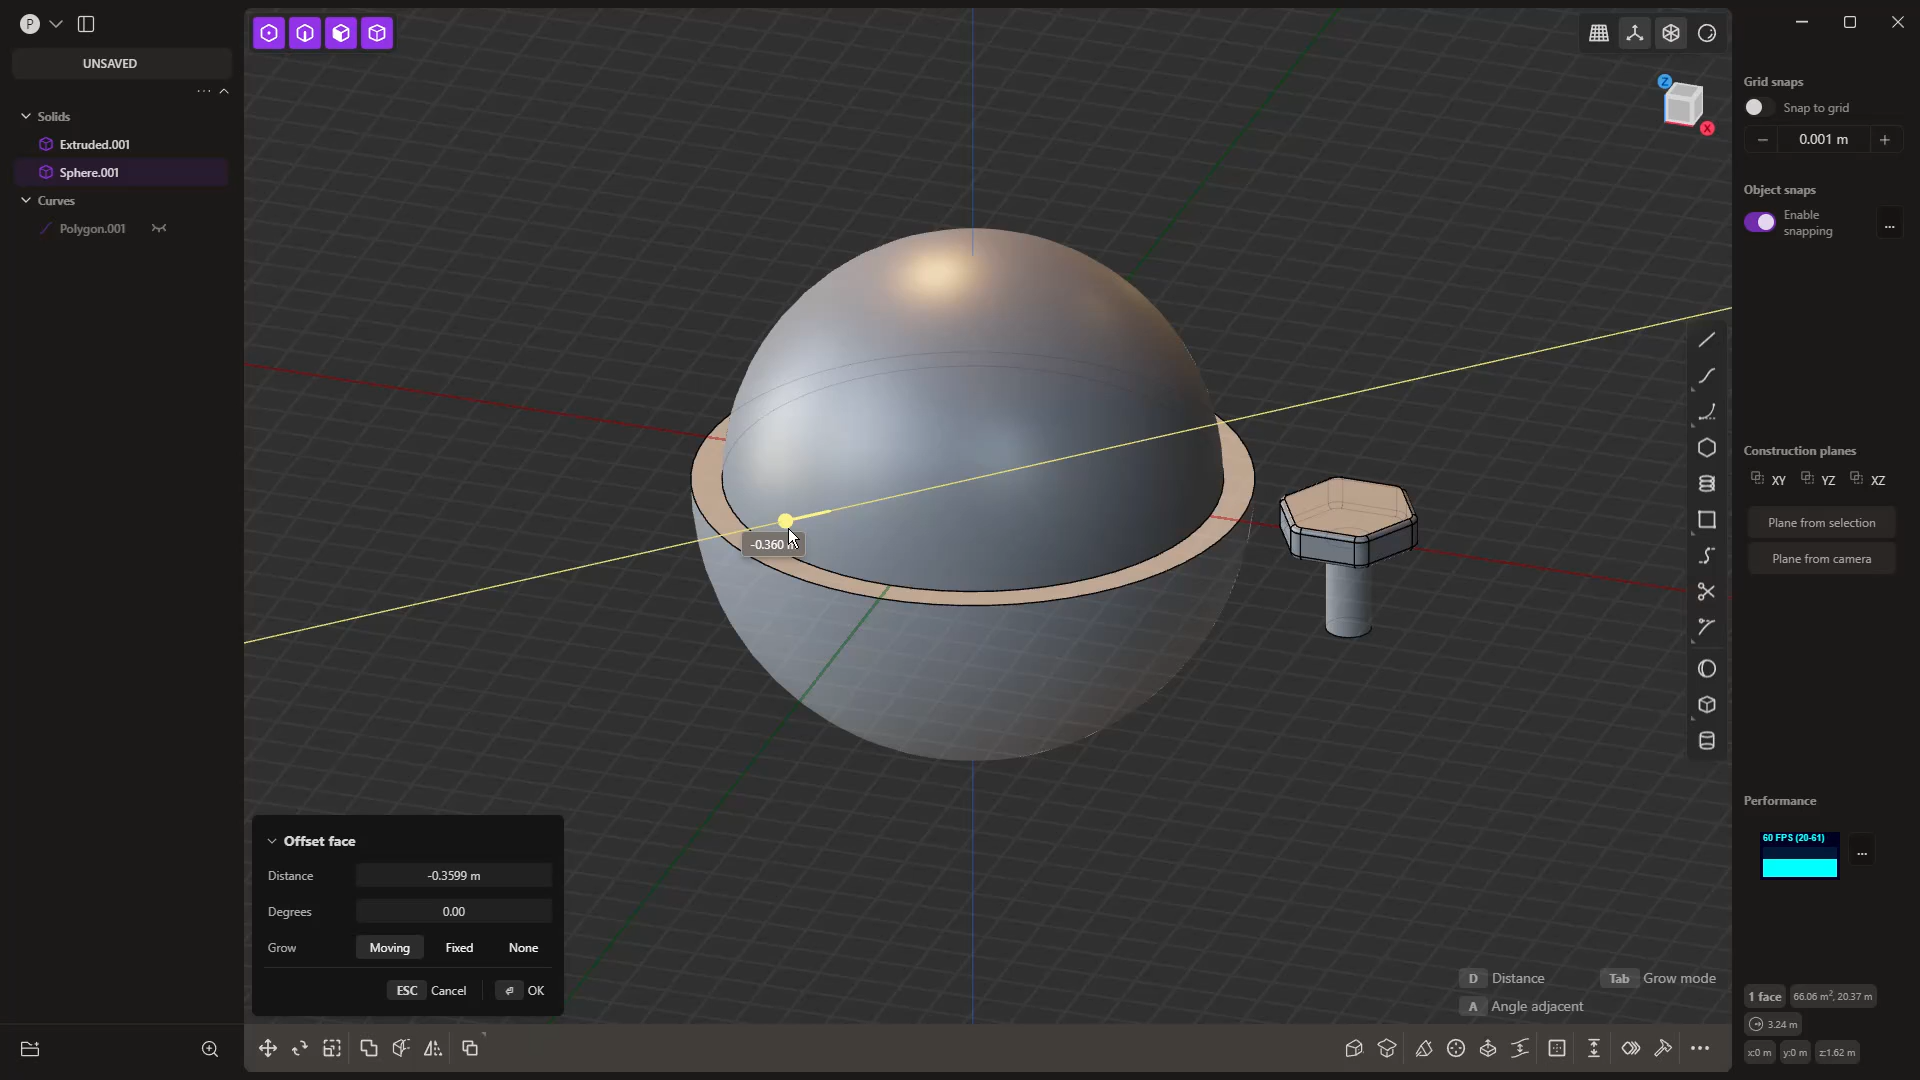 P
UNSAVED
Solids
Extruded.001
Sphere.001
Curves
Polygon.001
Z
X
Grid snaps
Snap to grid
0.001 m
Object snaps
Enable
snapping
Construction planes
XY YZ XZ
Plane from selection
Plane from camera
-0.360
Performance
60 FPS (20-61)
Offset face
Distance -0.3599 m
Degrees 0.00
Grow Moving Fixed None
ESC Cancel OK
D Distance Tab Grow mode
A Angle adjacent
1 face 66.06 m², 20.37 m
3.24 m
x:0 m y:0 m z:1.62 m